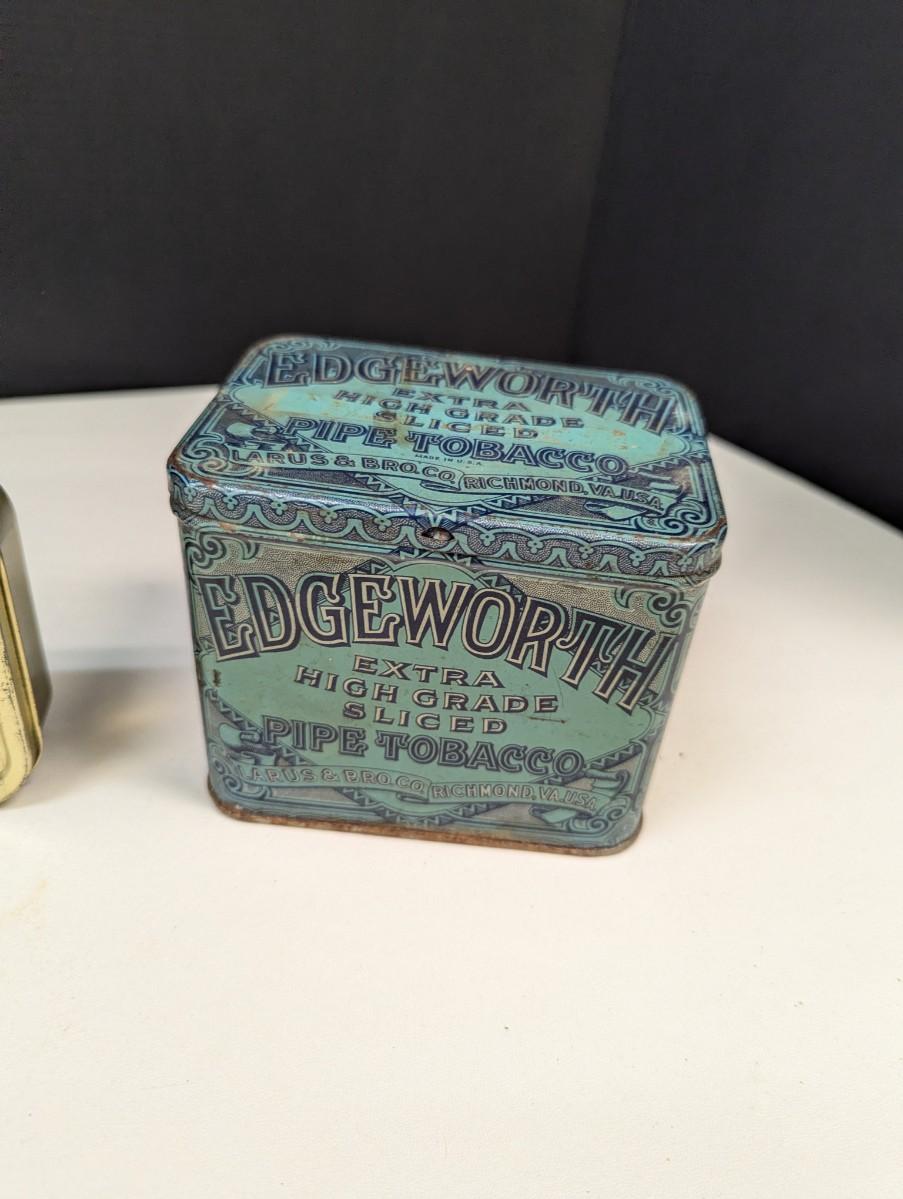 EDGEWORTH
EXTRA
HIGH GRADE
SLICED
PIPE TOBACCO
MADE IN U.S.A.
LARUS & BRO. CO. RICHMOND, VA. U.S.A.
EDGEWORTH
EXTRA
HIGH GRADE
SLICED
PIPE TOBACCO
LARUS & BRO. CO. RICHMOND, VA. U.S.A.